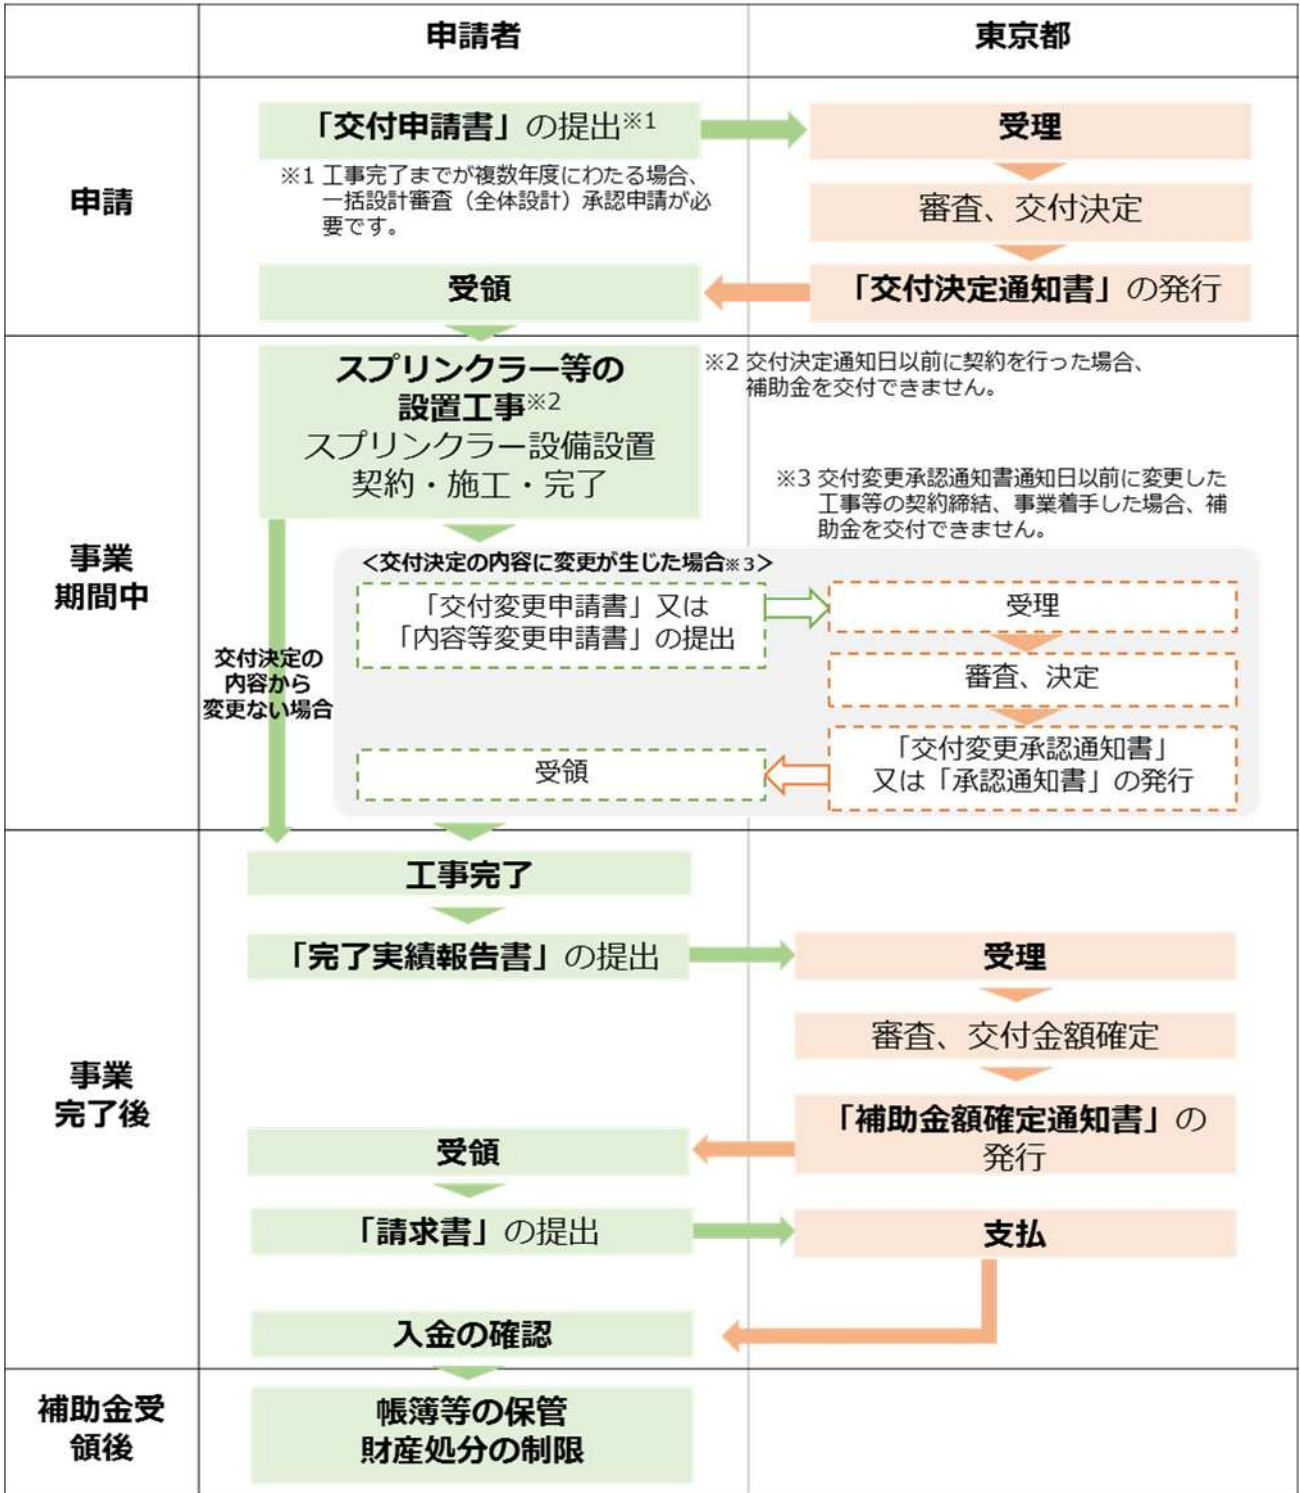 申請者
東京都
申請
「交付申請書」の提出※1
受理
※1 工事完了までが複数年度にわたる場合、
一括設計審査（全体設計）承認申請が必
要です。
審査、交付決定
受領
「交付決定通知書」の発行
事業
期間中
スプリンクラー等の
設置工事※2
スプリンクラー設備設置
契約・施工・完了
※2 交付決定通知日以前に契約を行った場合、
補助金を交付できません。
※3 交付変更承認通知書通知日以前に変更した
工事等の契約締結、事業着手した場合、補
助金を交付できません。
＜交付決定の内容に変更が生じた場合※3＞
「交付変更申請書」又は
「内容等変更申請書」の提出
受理
交付決定の
内容から
変更ない場合
審査、決定
受領
「交付変更承認通知書」
又は「承認通知書」の発行
事業
完了後
工事完了
「完了実績報告書」の提出
受理
審査、交付金額確定
受領
「補助金額確定通知書」の
発行
「請求書」の提出
支払
入金の確認
補助金受
領後
帳簿等の保管
財産処分の制限